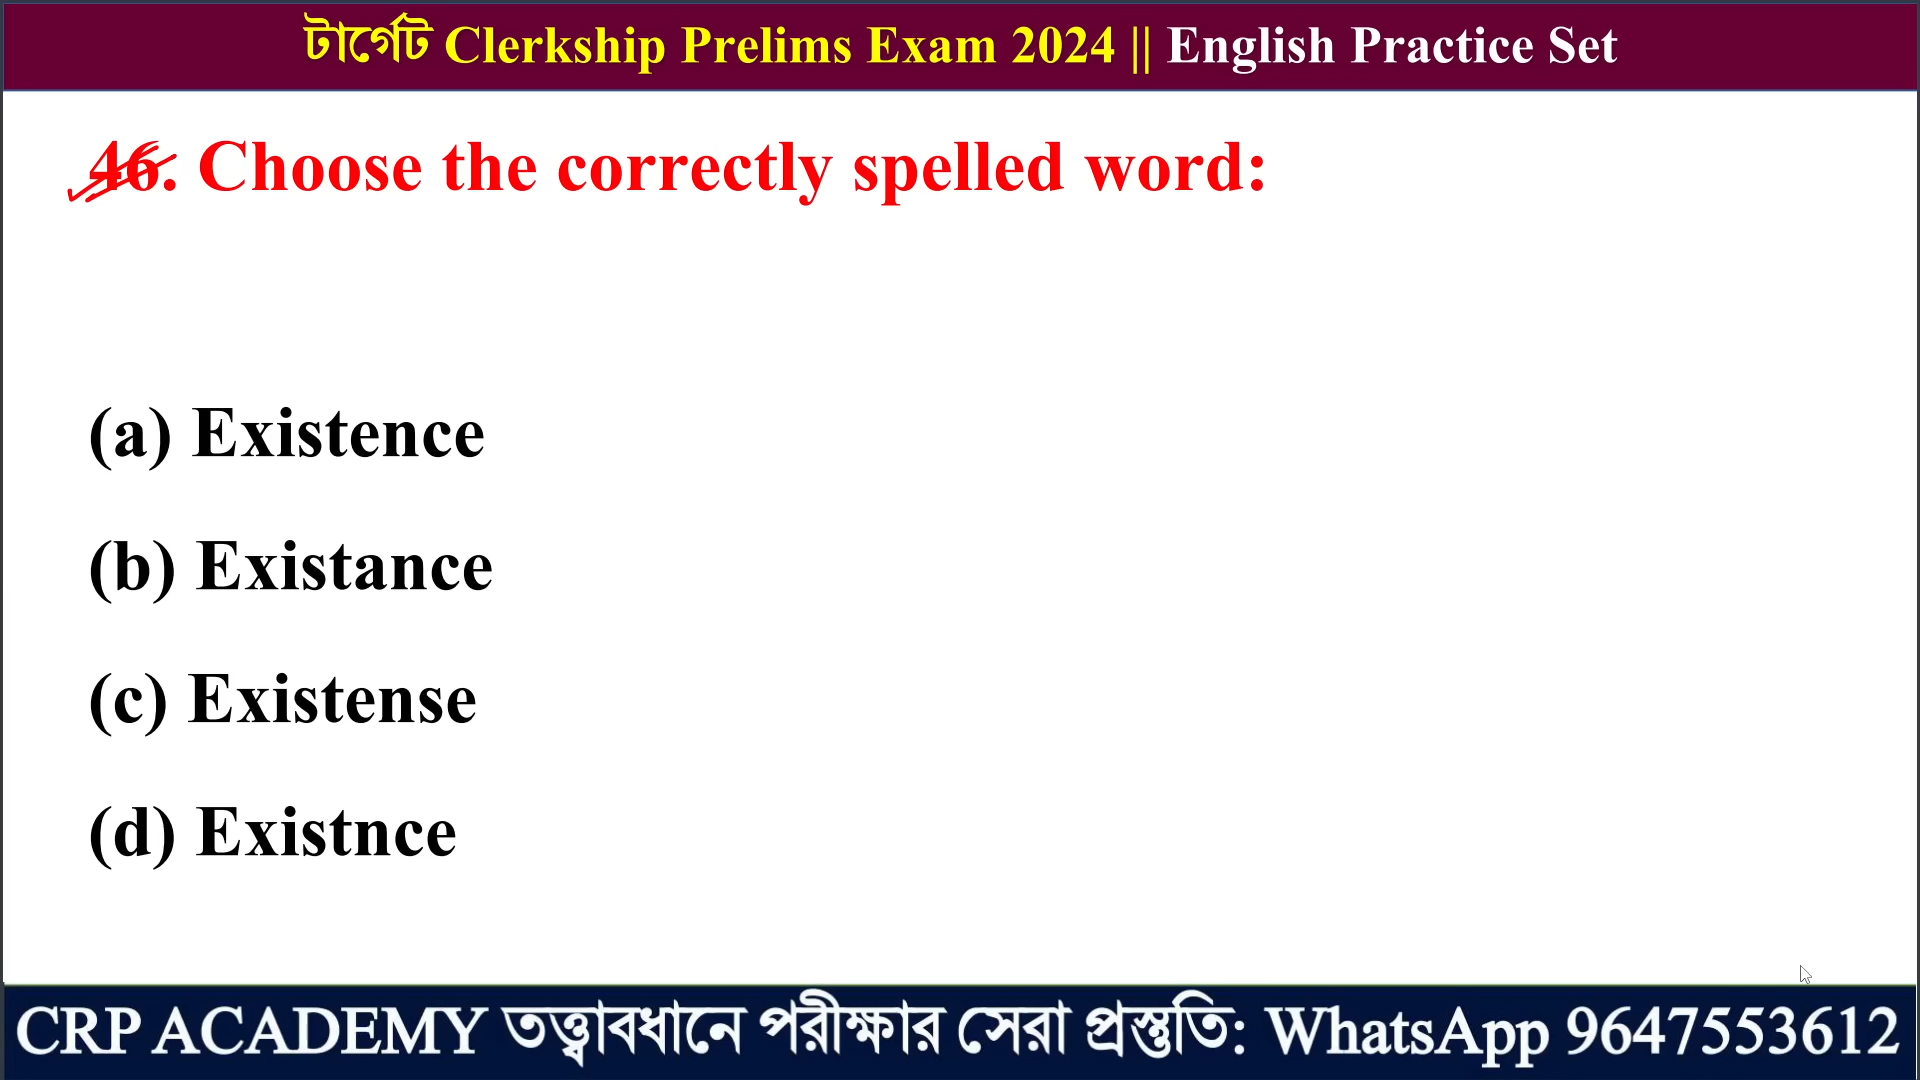 টার্গেট Clerkship Prelims Exam 2024 || English Practice Set
46. Choose the correctly spelled word:
(a) Existence
(b) Existance
(c) Existense
(d) Existnce
CRP ACADEMY তত্ত্বাবধানে পরীক্ষার সেরা প্রস্তুতি: WhatsApp 9647553612